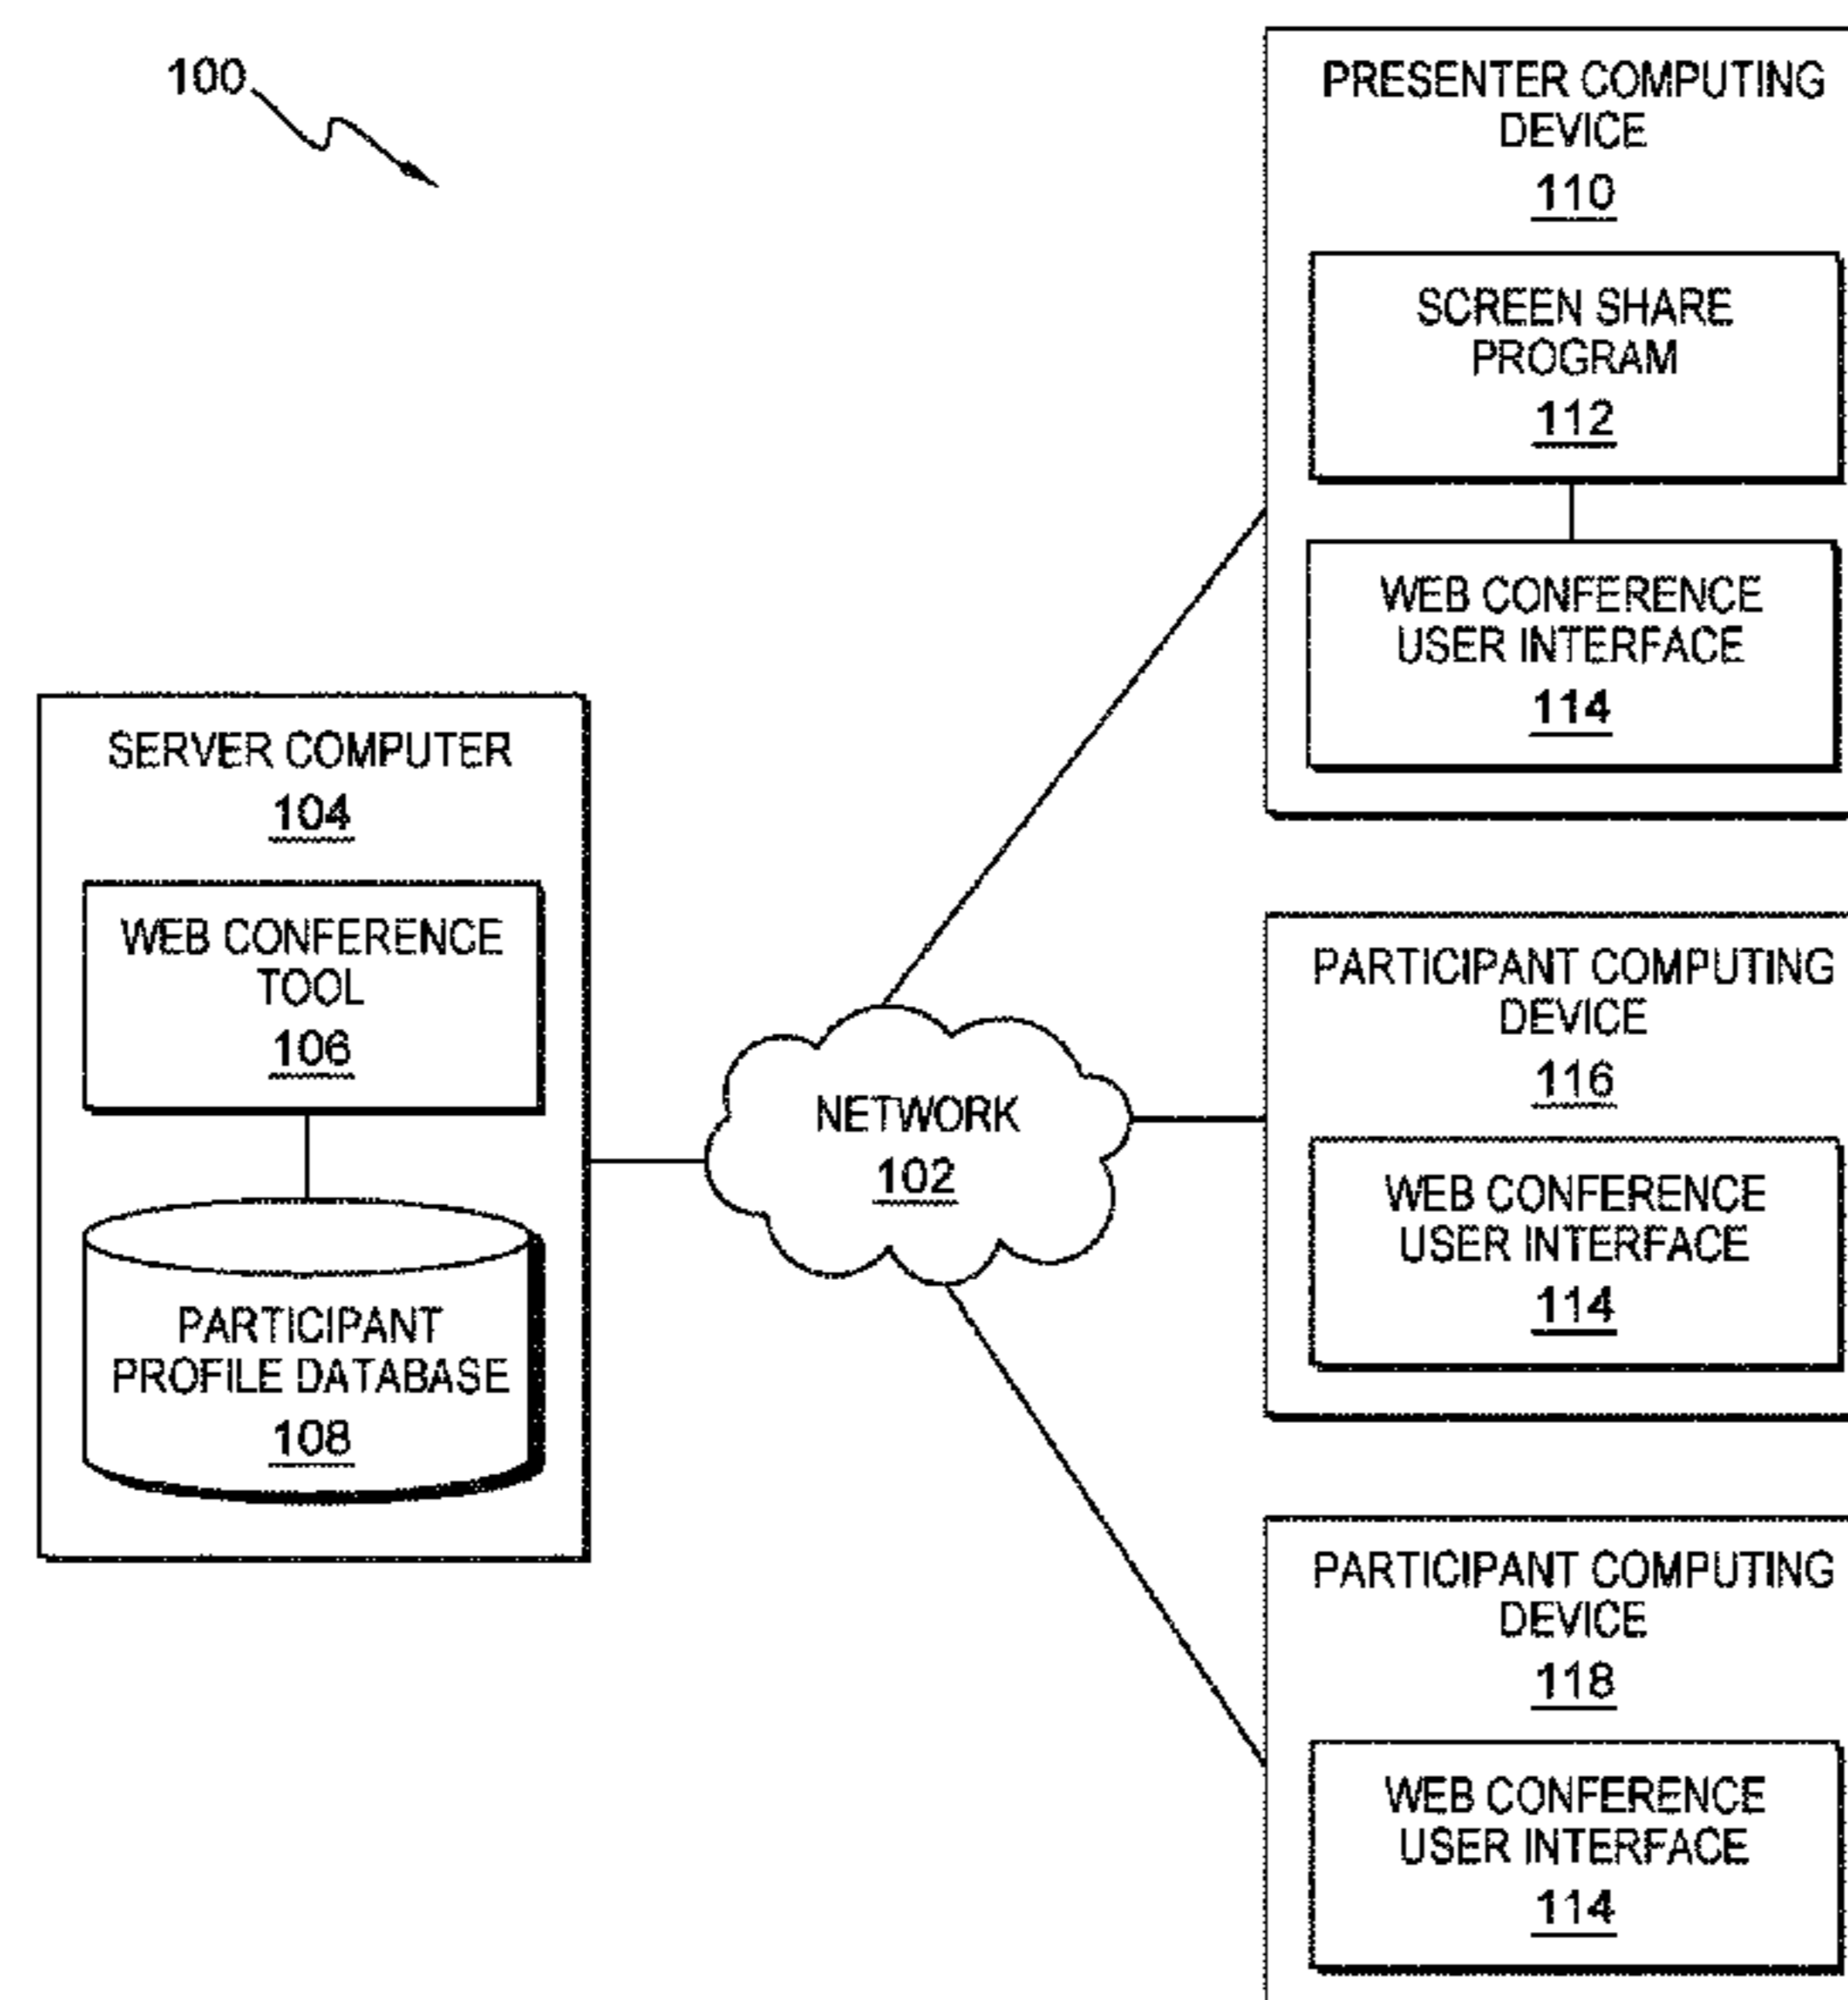 100
PRESENTER COMPUTING
DEVICE
110
SCREEN SHARE
PROGRAM
112
WEB CONFERENCE
USER INTERFACE
114
SERVER COMPUTER
104
WEB CONFERENCE
TOOL
106
PARTICIPANT
PROFILE DATABASE
108
NETWORK
102
PARTICIPANT COMPUTING
DEVICE
116
WEB CONFERENCE
USER INTERFACE
114
PARTICIPANT COMPUTING
DEVICE
118
WEB CONFERENCE
USER INTERFACE
114